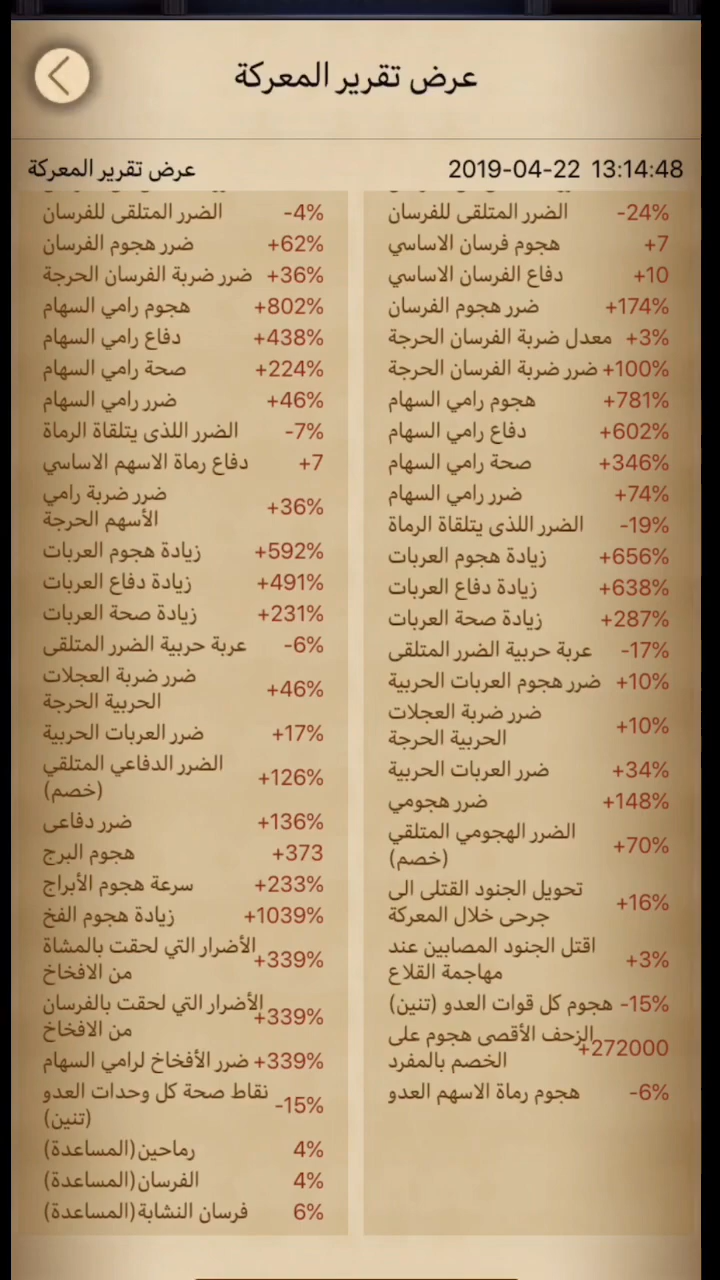 عرض تقرير المعركة
عرض تقرير المعركة 2019-04-22 13:14:48
الضرر المتلقى للفرسان -24%
هجوم فرسان الاساسي +7
دفاع الفرسان الاساسي +10
ضرر هجوم الفرسان +174%
معدل ضربة الفرسان الحرجة +3%
ضرر ضربة الفرسان الحرجة +100%
هجوم رامي السهام +781%
دفاع رامي السهام +602%
صحة رامي السهام +346%
ضرر رامي السهام +74%
الضرر اللذى يتلقاة الرماة -19%
زيادة هجوم العربات +656%
زيادة دفاع العربات +638%
زيادة صحة العربات +287%
عربة حربية الضرر المتلقى -17%
ضرر هجوم العربات الحربية +10%
ضرر ضربة العجلات
الحربية الحرجة +10%
ضرر العربات الحربية +34%
ضرر هجومي +148%
الضرر الهجومي المتلقي
(خصم) +70%
تحويل الجنود القتلى الى
جرحى خلال المعركة +16%
اقتل الجنود المصابين عند
مهاجمة القلاع +3%
هجوم كل قوات العدو (تنين) -15%
الزحف الأقصى هجوم على
الخصم بالمفرد +272000
هجوم رماة الاسهم العدو -6%
الضرر المتلقى للفرسان -4%
ضرر هجوم الفرسان +62%
ضرر ضربة الفرسان الحرجة +36%
هجوم رامي السهام +802%
دفاع رامي السهام +438%
صحة رامي السهام +224%
ضرر رامي السهام +46%
الضرر اللذى يتلقاة الرماة -7%
دفاع رماة الاسهم الاساسي +7
ضرر ضربة رامي
الأسهم الحرجة +36%
زيادة هجوم العربات +592%
زيادة دفاع العربات +491%
زيادة صحة العربات +231%
عربة حربية الضرر المتلقى -6%
ضرر ضربة العجلات
الحربية الحرجة +46%
ضرر العربات الحربية +17%
الضرر الدفاعي المتلقي
(خصم) +126%
ضرر دفاعى +136%
هجوم البرج +373
سرعة هجوم الأبراج +233%
زيادة هجوم الفخ +1039%
الأضرار التي لحقت بالمشاة
من الافخاخ +339%
الأضرار التي لحقت بالفرسان
من الافخاخ +339%
ضرر الأفخاخ لرامي السهام +339%
نقاط صحة كل وحدات العدو
(تنين) -15%
رماحين(المساعدة) 4%
الفرسان(المساعدة) 4%
فرسان النشابة(المساعدة) 6%